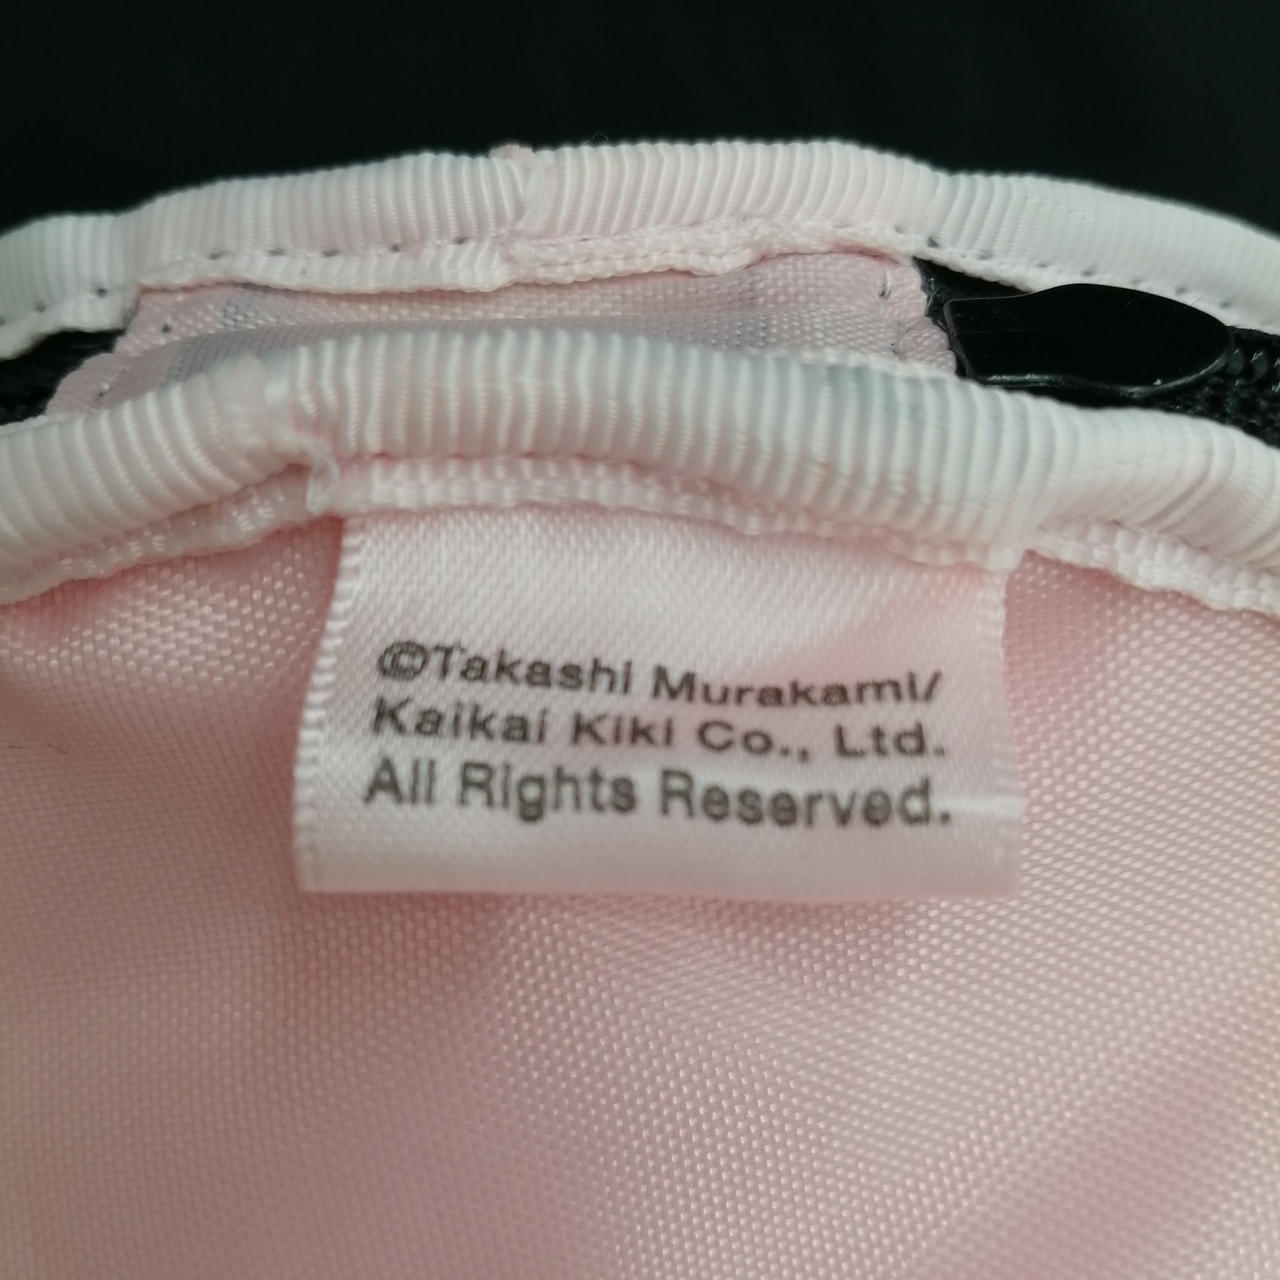 ©Takashi Murakami/
Kaikai Kiki Co., Ltd.
All Rights Reserved.